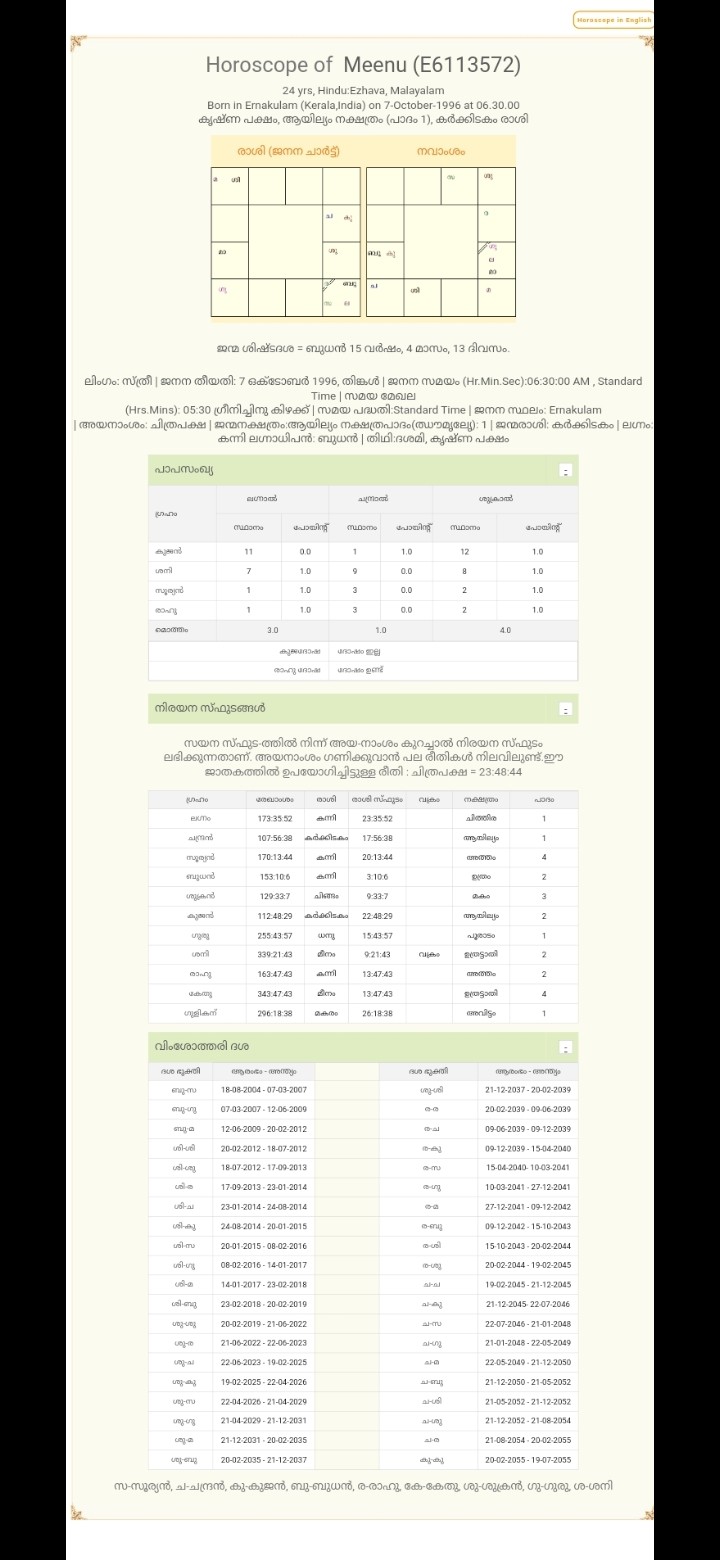 Horoscope in English
Horoscope of Meenu (E6113572)
24 yrs, Hindu:Ezhava, Malayalam
Born in Ernakulam (Kerala,India) on 7-October-1996 at 06.30.00
കൃഷ്ണ പക്ഷം, ആയില്യം നക്ഷത്രം (പാദം 1), കർക്കിടകം രാശി
രാശി (ജനന ചാർട്ട്) നവാംശം
ജന്മ ശിഷ്ടദശ = ബുധൻ 15 വർഷം, 4 മാസം, 13 ദിവസം.
ലിംഗം: സ്ത്രീ | ജനന തീയതി: 7 ഒക്ടോബർ 1996, തിങ്കൾ | ജനന സമയം (Hr.Min.Sec):06:30:00 AM , Standard
Time | സമയ മേഖല
(Hrs.Mins): 05:30 ഗ്രീനിച്ചിനു കിഴക്ക് | സമയ പദ്ധതി:Standard Time | ജനന സ്ഥലം: Ernakulam
| അയനാംശം: ചിത്രപക്ഷ | ജന്മനക്ഷത്രം:ആയില്യം നക്ഷത്രപാദം 1 | ജന്മരാശി: കർക്കിടകം | ലഗ്നം:
കന്നി ലഗ്നാധിപൻ: ബുധൻ | തിഥി:ദശമി, കൃഷ്ണ പക്ഷം
പാപസംഖ്യ -
ഗ്രഹം ലഗ്നാൽ ചന്ദ്രാൽ ശുക്രാൽ
സ്ഥാനം പോയിന്റ് സ്ഥാനം പോയിന്റ് സ്ഥാനം പോയിന്റ്
കുജൻ 11 0.0 1 1.0 12 1.0
ശനി 7 1.0 9 0.0 8 1.0
സൂര്യൻ 1 1.0 3 0.0 2 1.0
രാഹു 1 1.0 3 0.0 2 1.0
മൊത്തം 3.0 1.0 4.0
കുജദോഷ ദോഷം ഇല്ല
രാഹു ദോഷ ദോഷം ഉണ്ട്
നിരയന സ്ഫുടങ്ങൾ -
സയന സ്ഫുട-ത്തിൽ നിന്ന് അയ-നാംശം കുറച്ചാൽ നിരയന സ്ഫുടം
ലഭിക്കുന്നതാണ്. അയനാംശം ഗണിക്കുവാൻ പല രീതികൾ നിലവിലുണ്ട്.ഈ
ജാതകത്തിൽ ഉപയോഗിച്ചിട്ടുള്ള രീതി : ചിത്രപക്ഷ = 23:48:44
ഗ്രഹം രേഖാംശം രാശി രാശി സ്ഫുടം വക്രം നക്ഷത്രം പാദം
ലഗ്നം 173:35:52 കന്നി 23:35:52 ചിത്തിര 1
ചന്ദ്രൻ 107:56:38 കർക്കിടകം 17:56:38 ആയില്യം 1
സൂര്യൻ 170:13:44 കന്നി 20:13:44 അത്തം 4
ബുധൻ 153:10:6 കന്നി 3:10:6 ഉത്രം 2
ശുക്രൻ 129:33:7 ചിങ്ങം 9:33:7 മകം 3
കുജൻ 112:48:29 കർക്കിടകം 22:48:29 ആയില്യം 2
ഗുരു 255:43:57 ധനു 15:43:57 പൂരാടം 1
ശനി 339:21:43 മീനം 9:21:43 വക്രം ഉത്രട്ടാതി 2
രാഹു 163:47:43 കന്നി 13:47:43 അത്തം 2
കേതു 343:47:43 മീനം 13:47:43 ഉത്രട്ടാതി 4
ഗുളികന് 296:18:38 മകരം 26:18:38 അവിട്ടം 1
വിംശോത്തരി ദശ -
ദശ ഭുക്തി ആരംഭം - അന്ത്യം ദശ ഭുക്തി ആരംഭം - അന്ത്യം
ബു-സ 18-08-2004 - 07-03-2007 ശു-ശി 21-12-2037 - 20-02-2039
ബു-ഗു 07-03-2007 - 12-06-2009 ര-ര 20-02-2039 - 09-06-2039
ബു-മ 12-06-2009 - 20-02-2012 ര-ച 09-06-2039 - 09-12-2039
ശി-ശി 20-02-2012 - 18-07-2012 ര-കു 09-12-2039 - 15-04-2040
ശി-ശു 18-07-2012 - 17-09-2013 ര-സ 15-04-2040- 10-03-2041
ശി-ര 17-09-2013 - 23-01-2014 ര-ഗു 10-03-2041 - 27-12-2041
ശി-ച 23-01-2014 - 24-08-2014 ര-മ 27-12-2041 - 09-12-2042
ശി-കു 24-08-2014 - 20-01-2015 ര-ബു 09-12-2042 - 15-10-2043
ശി-സ 20-01-2015 - 08-02-2016 ര-ശി 15-10-2043 - 20-02-2044
ശി-ഗു 08-02-2016 - 14-01-2017 ര-ശു 20-02-2044 - 19-02-2045
ശി-മ 14-01-2017 - 23-02-2018 ച-ച 19-02-2045 - 21-12-2045
ശി-ബു 23-02-2018 - 20-02-2019 ച-കു 21-12-2045- 22-07-2046
ശു-ശു 20-02-2019 - 21-06-2022 ച-സ 22-07-2046 - 21-01-2048
ശു-ര 21-06-2022 - 22-06-2023 ച-ഗു 21-01-2048 - 22-05-2049
ശു-ച 22-06-2023 - 19-02-2025 ച-മ 22-05-2049 - 21-12-2050
ശു-കു 19-02-2025 - 22-04-2026 ച-ബു 21-12-2050 - 21-05-2052
ശു-സ 22-04-2026 - 21-04-2029 ച-ശി 21-05-2052 - 21-12-2052
ശു-ഗു 21-04-2029 - 21-12-2031 ച-ശു 21-12-2052 - 21-08-2054
ശു-മ 21-12-2031 - 20-02-2035 ച-ര 21-08-2054 - 20-02-2055
ശു-ബു 20-02-2035 - 21-12-2037 കു-കു 20-02-2055 - 19-07-2055
സ-സൂര്യൻ, ച-ചന്ദ്രൻ, കു-കുജൻ, ബു-ബുധൻ, ര-രാഹു, കേ-കേതു, ശു-ശുക്രൻ, ഗു-ഗുരു, ശ-ശനി